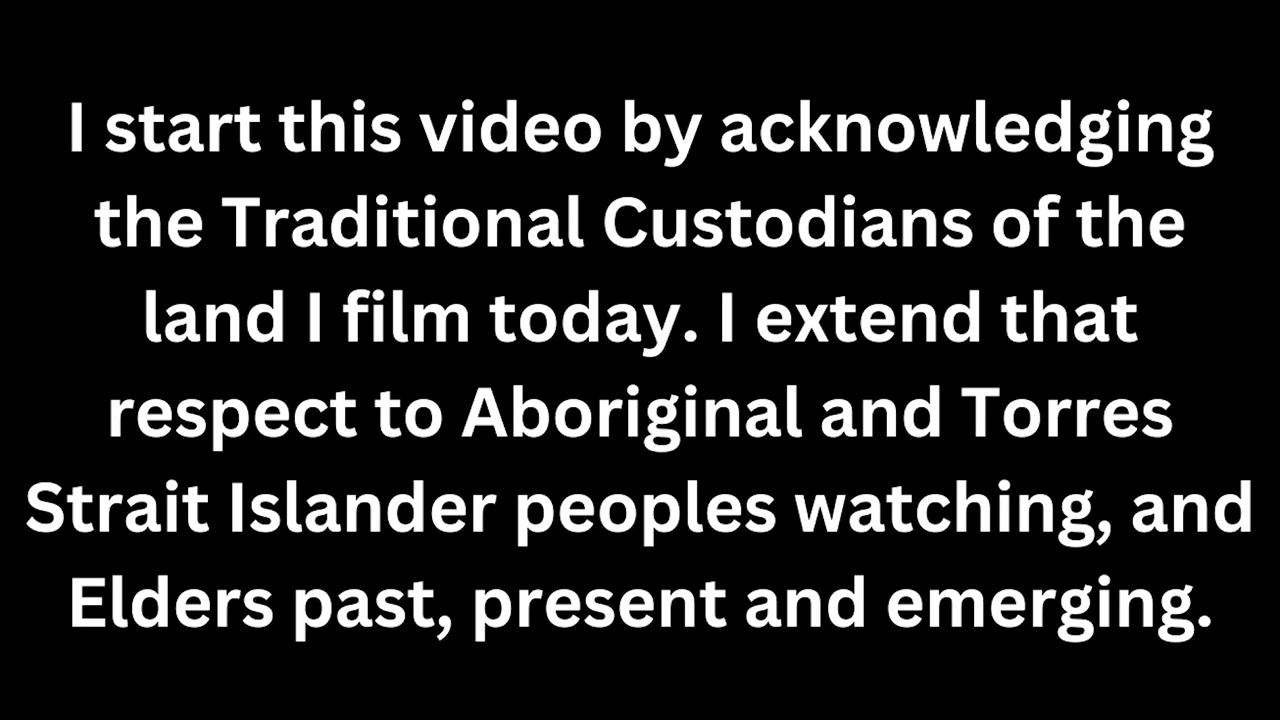 I start this video by acknowledging
the Traditional Custodians of the
land I film today. I extend that
respect to Aboriginal and Torres
Strait Islander peoples watching, and
Elders past, present and emerging.